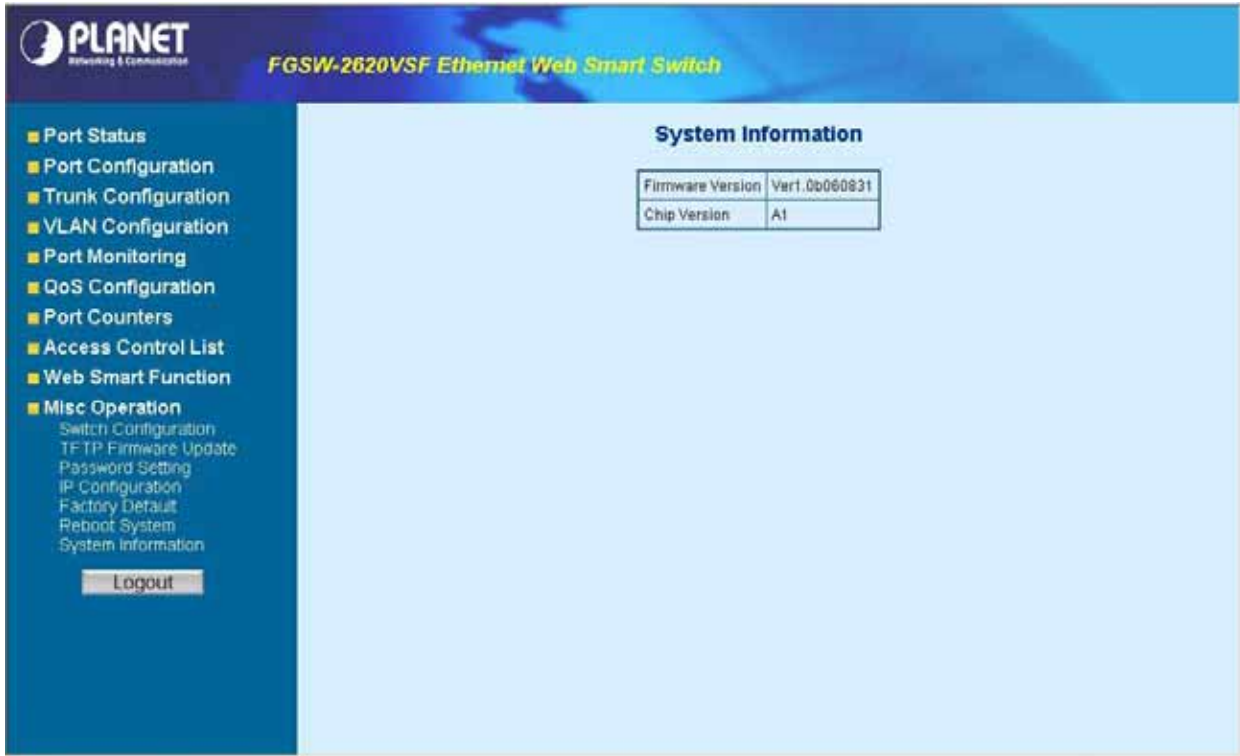 PLANET
Networking & Communication
FGSW-2620VSF Ethernet Web Smart Switch
Port Status
Port Configuration
Trunk Configuration
VLAN Configuration
Port Monitoring
QoS Configuration
Port Counters
Access Control List
Web Smart Function
Misc Operation
Switch Configuration
TFTP Firmware Update
Password Setting
IP Configuration
Factory Default
Reboot System
System Information
Logout
System Information
Firmware Version Ver1.0b060831
Chip Version A1